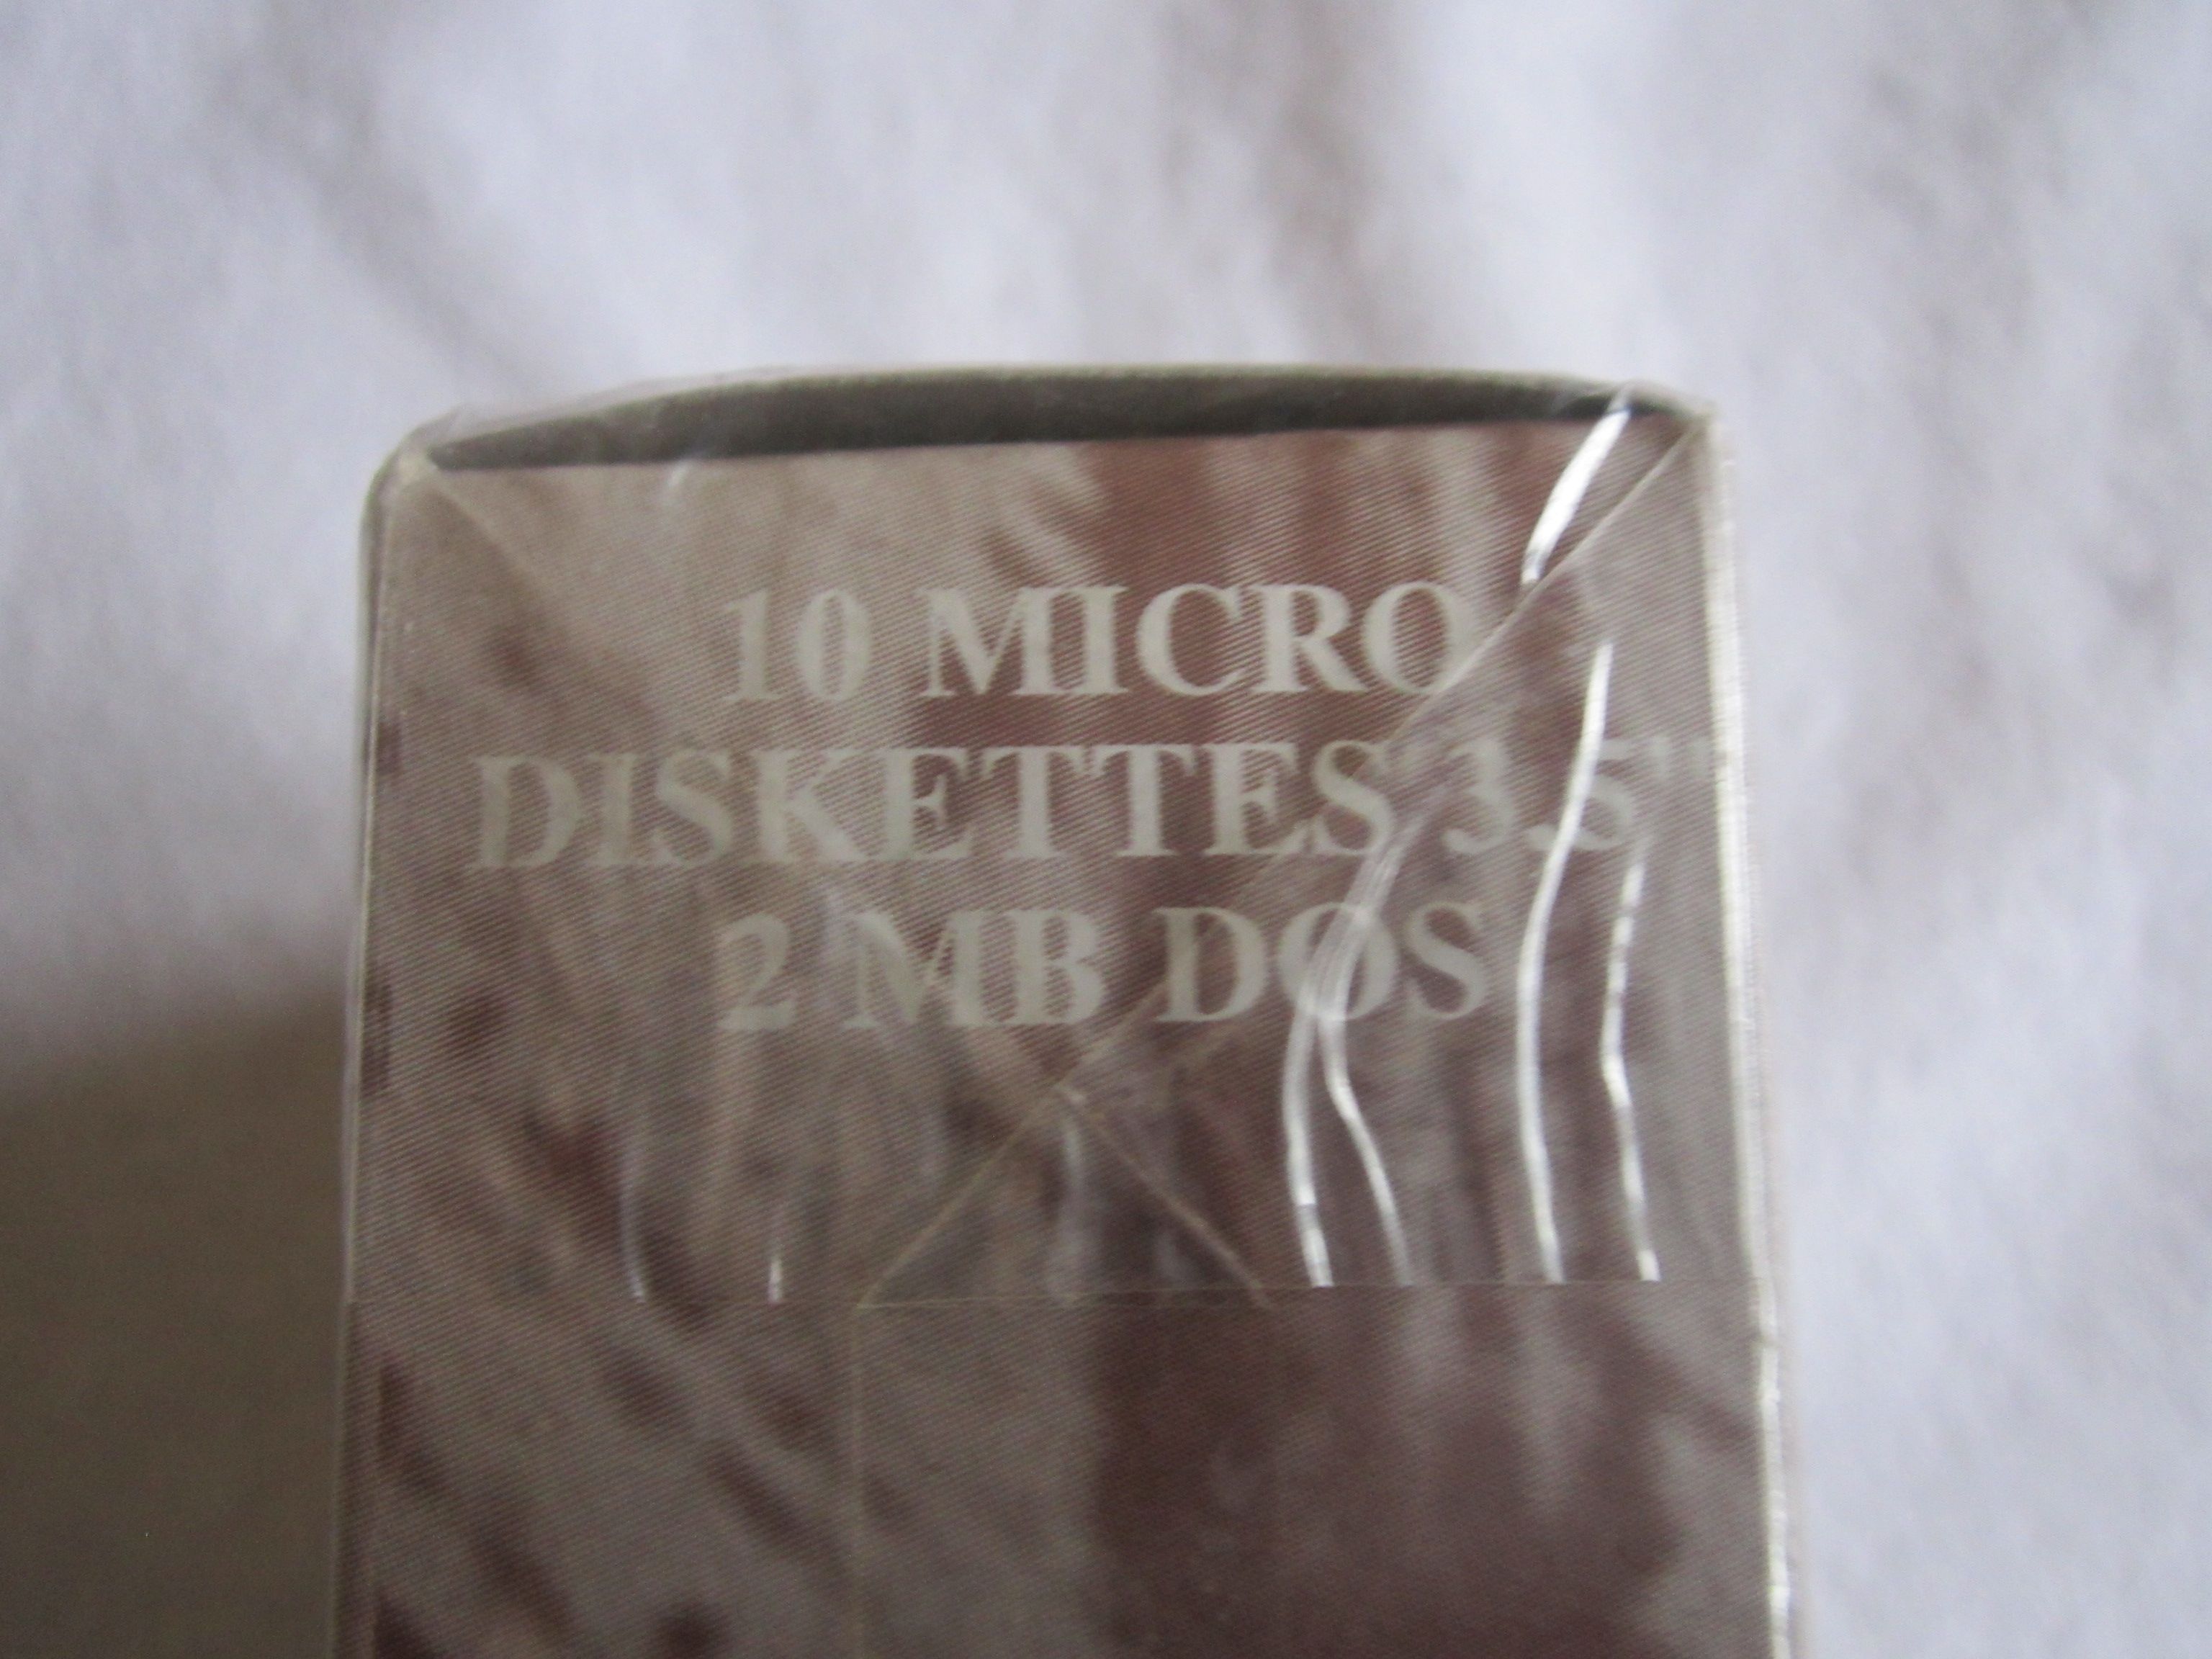 10 MICRO
DISKETTES 3.5"
2 MB DOS